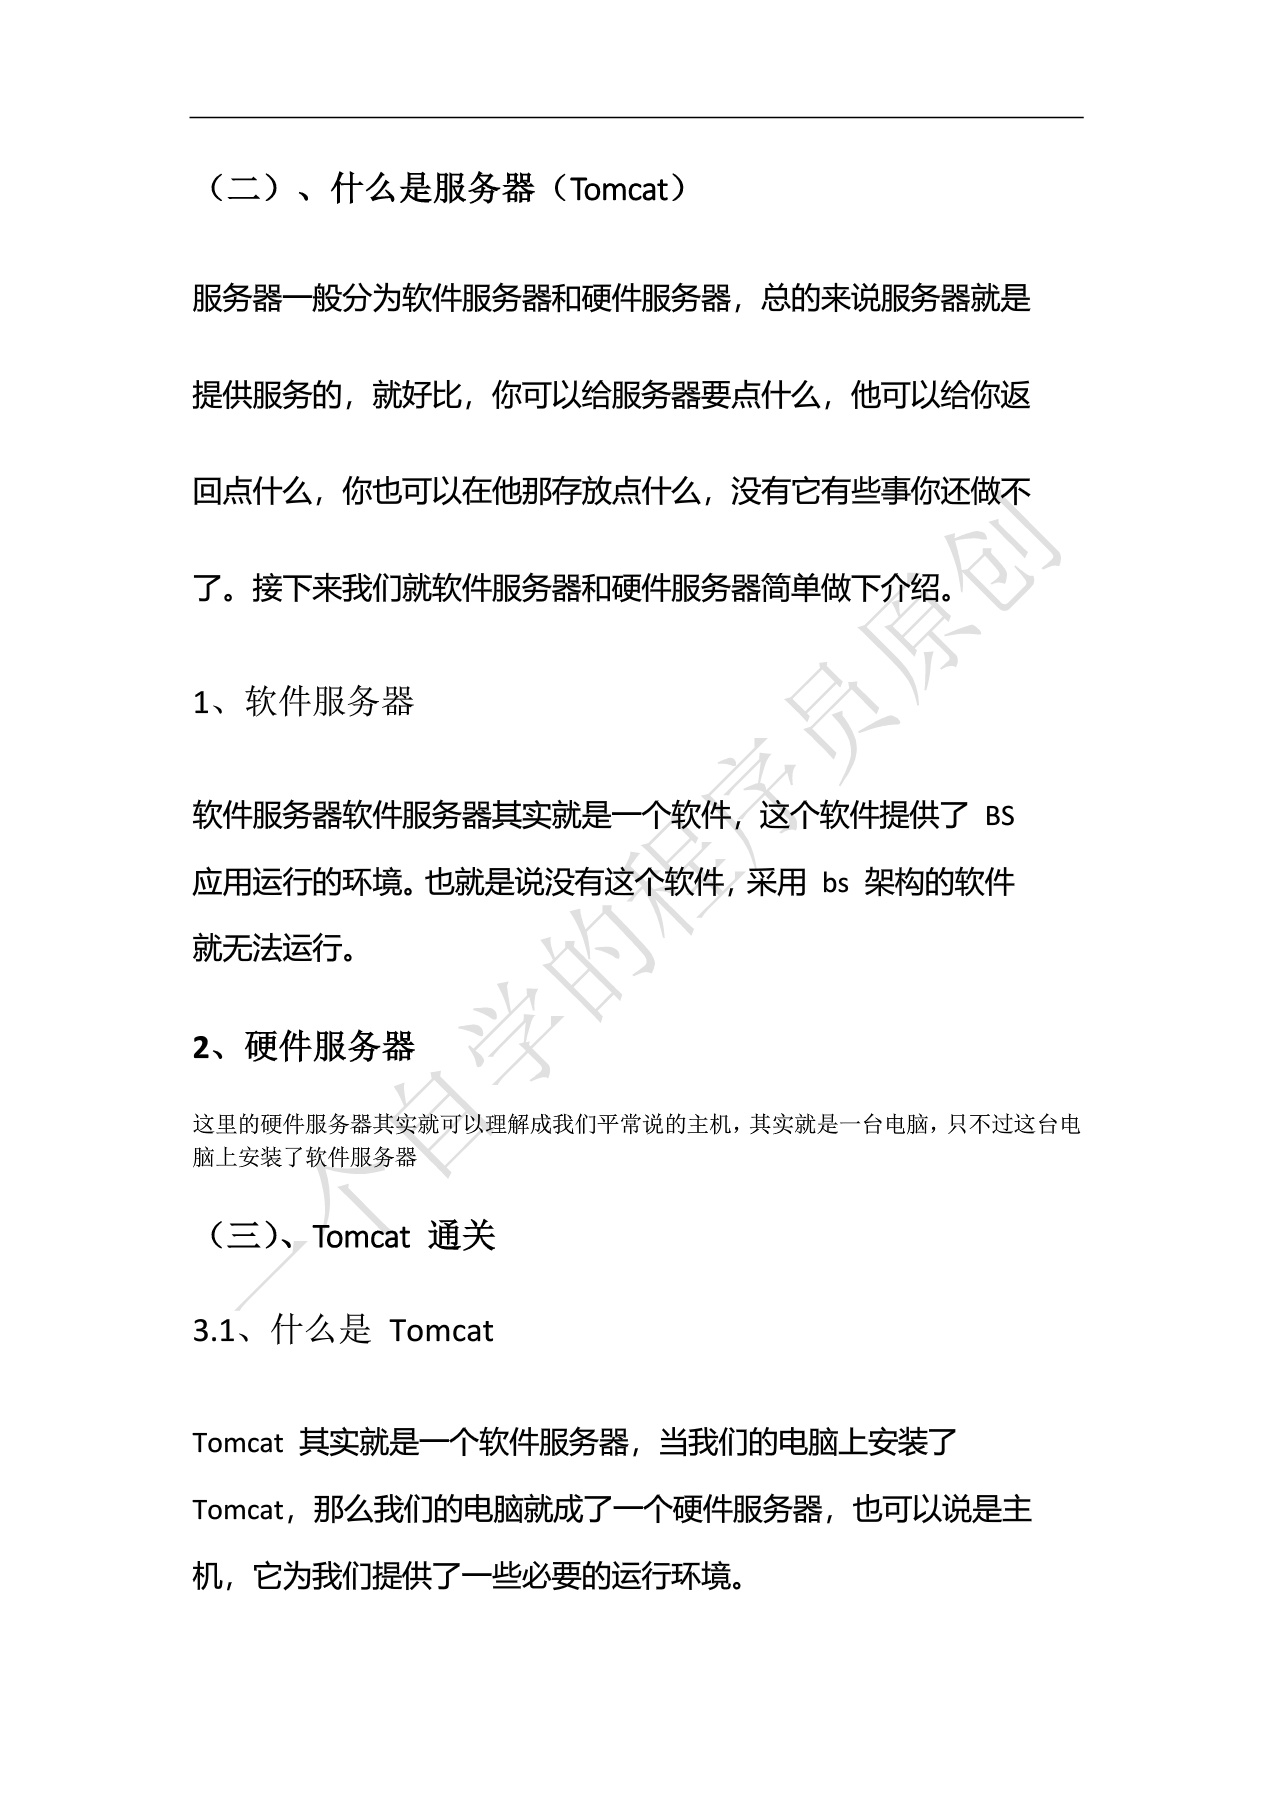 （二）、什么是服务器（Tomcat）
服务器一般分为软件服务器和硬件服务器，总的来说服务器就是
提供服务的，就好比，你可以给服务器要点什么，他可以给你返
回点什么，你也可以在他那存放点什么，没有它有些事你还做不
了。接下来我们就软件服务器和硬件服务器简单做下介绍。
1、软件服务器
软件服务器软件服务器其实就是一个软件，这个软件提供了 BS
应用运行的环境。也就是说没有这个软件，采用 bs 架构的软件
就无法运行。
2、硬件服务器
这里的硬件服务器其实就可以理解成我们平常说的主机，其实就是一台电脑，只不过这台电
脑上安装了软件服务器
（三）、Tomcat 通关
3.1、什么是 Tomcat
Tomcat 其实就是一个软件服务器，当我们的电脑上安装了
Tomcat，那么我们的电脑就成了一个硬件服务器，也可以说是主
机，它为我们提供了一些必要的运行环境。
一个自学的程序员原创